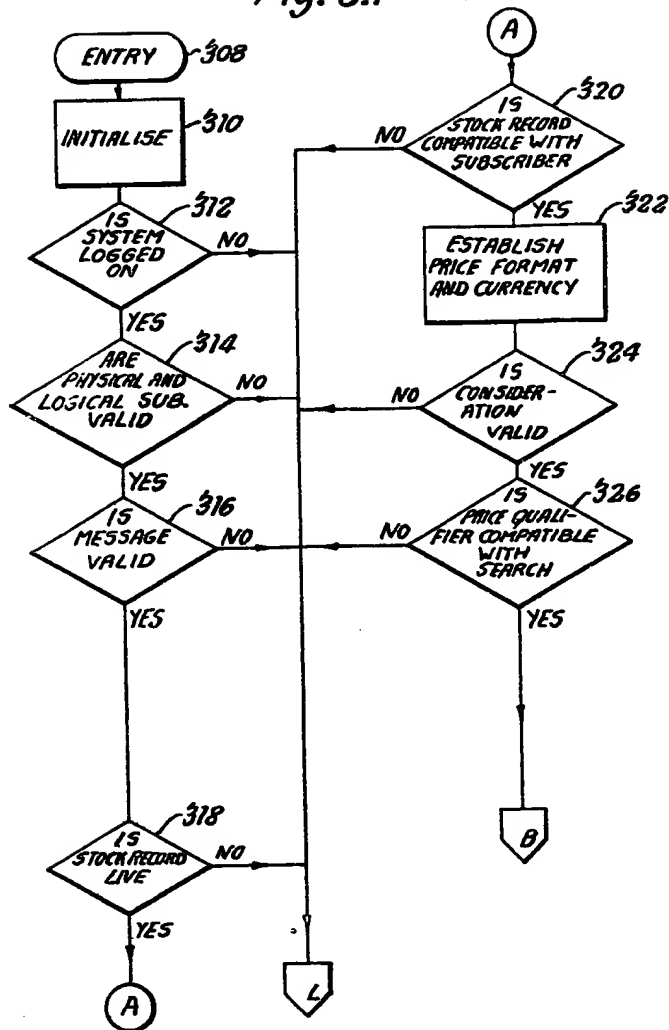 ENTRY
308
INITIALISE
310
IS
SYSTEM
LOGGED
ON
312
NO
YES
ARE
PHYSICAL AND
LOGICAL SUB.
VALID
314
NO
YES
IS
MESSAGE
VALID
316
NO
YES
IS
STOCK RECORD
LIVE
318
NO
YES
A
L
A
IS
STOCK RECORD
COMPATIBLE WITH
SUBSCRIBER
320
NO
YES
ESTABLISH
PRICE FORMAT
AND CURRENCY
322
IS
CONSIDER-
ATION
VALID
324
NO
YES
IS
PRICE QUALI-
FIER COMPATIBLE
WITH
SEARCH
326
NO
YES
B